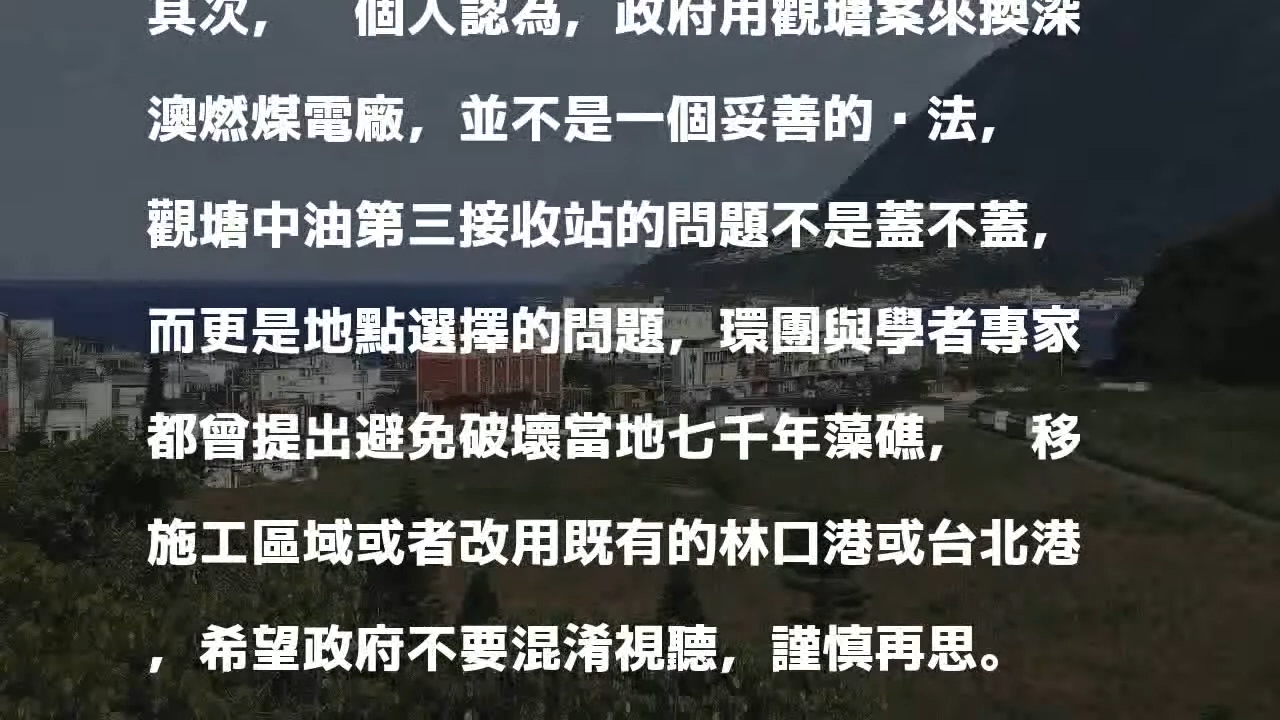 其次，　個人認為，政府用觀塘案來換深
澳燃煤電廠，並不是一個妥善的·法，
觀塘中油第三接收站的問題不是蓋不蓋，
而更是地點選擇的問題，環團與學者專家
都曾提出避免破壞當地七千年藻礁，　移
施工區域或者改用既有的林口港或台北港
，希望政府不要混淆視聽，謹慎再思。